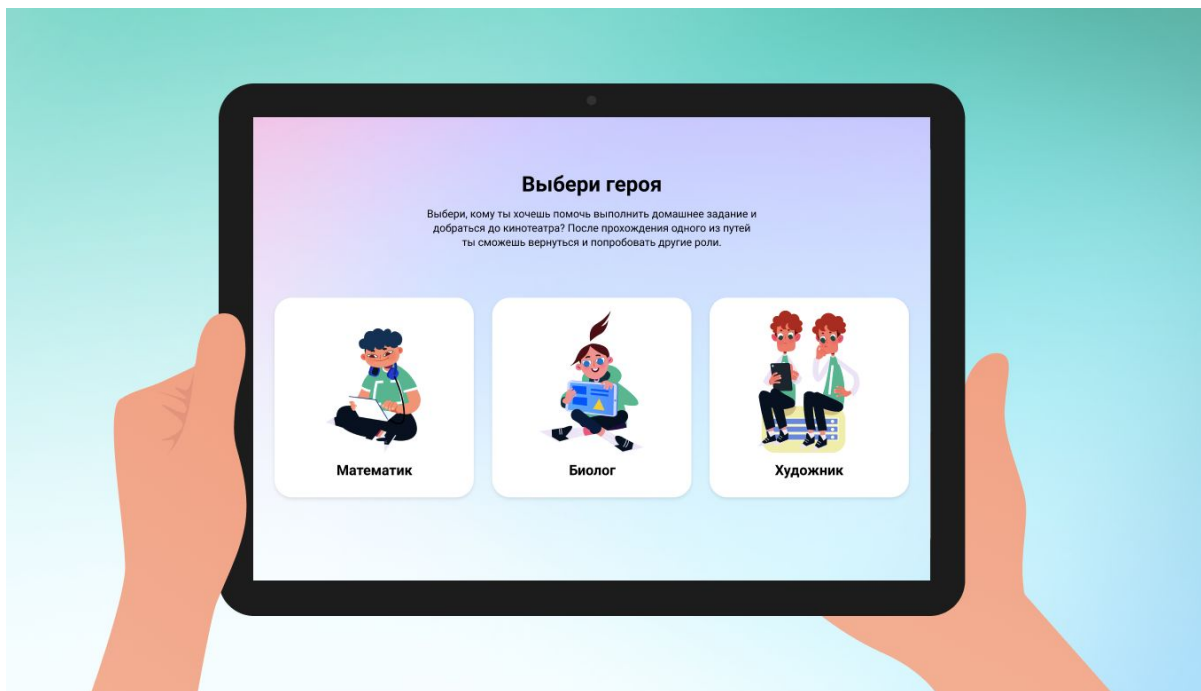 Выбери героя
Выбери, кому ты хочешь помочь выполнить домашнее задание и
добраться до кинотеатра? После прохождения одного из путей
ты сможешь вернуться и попробовать другие роли.
Математик
Биолог
Художник